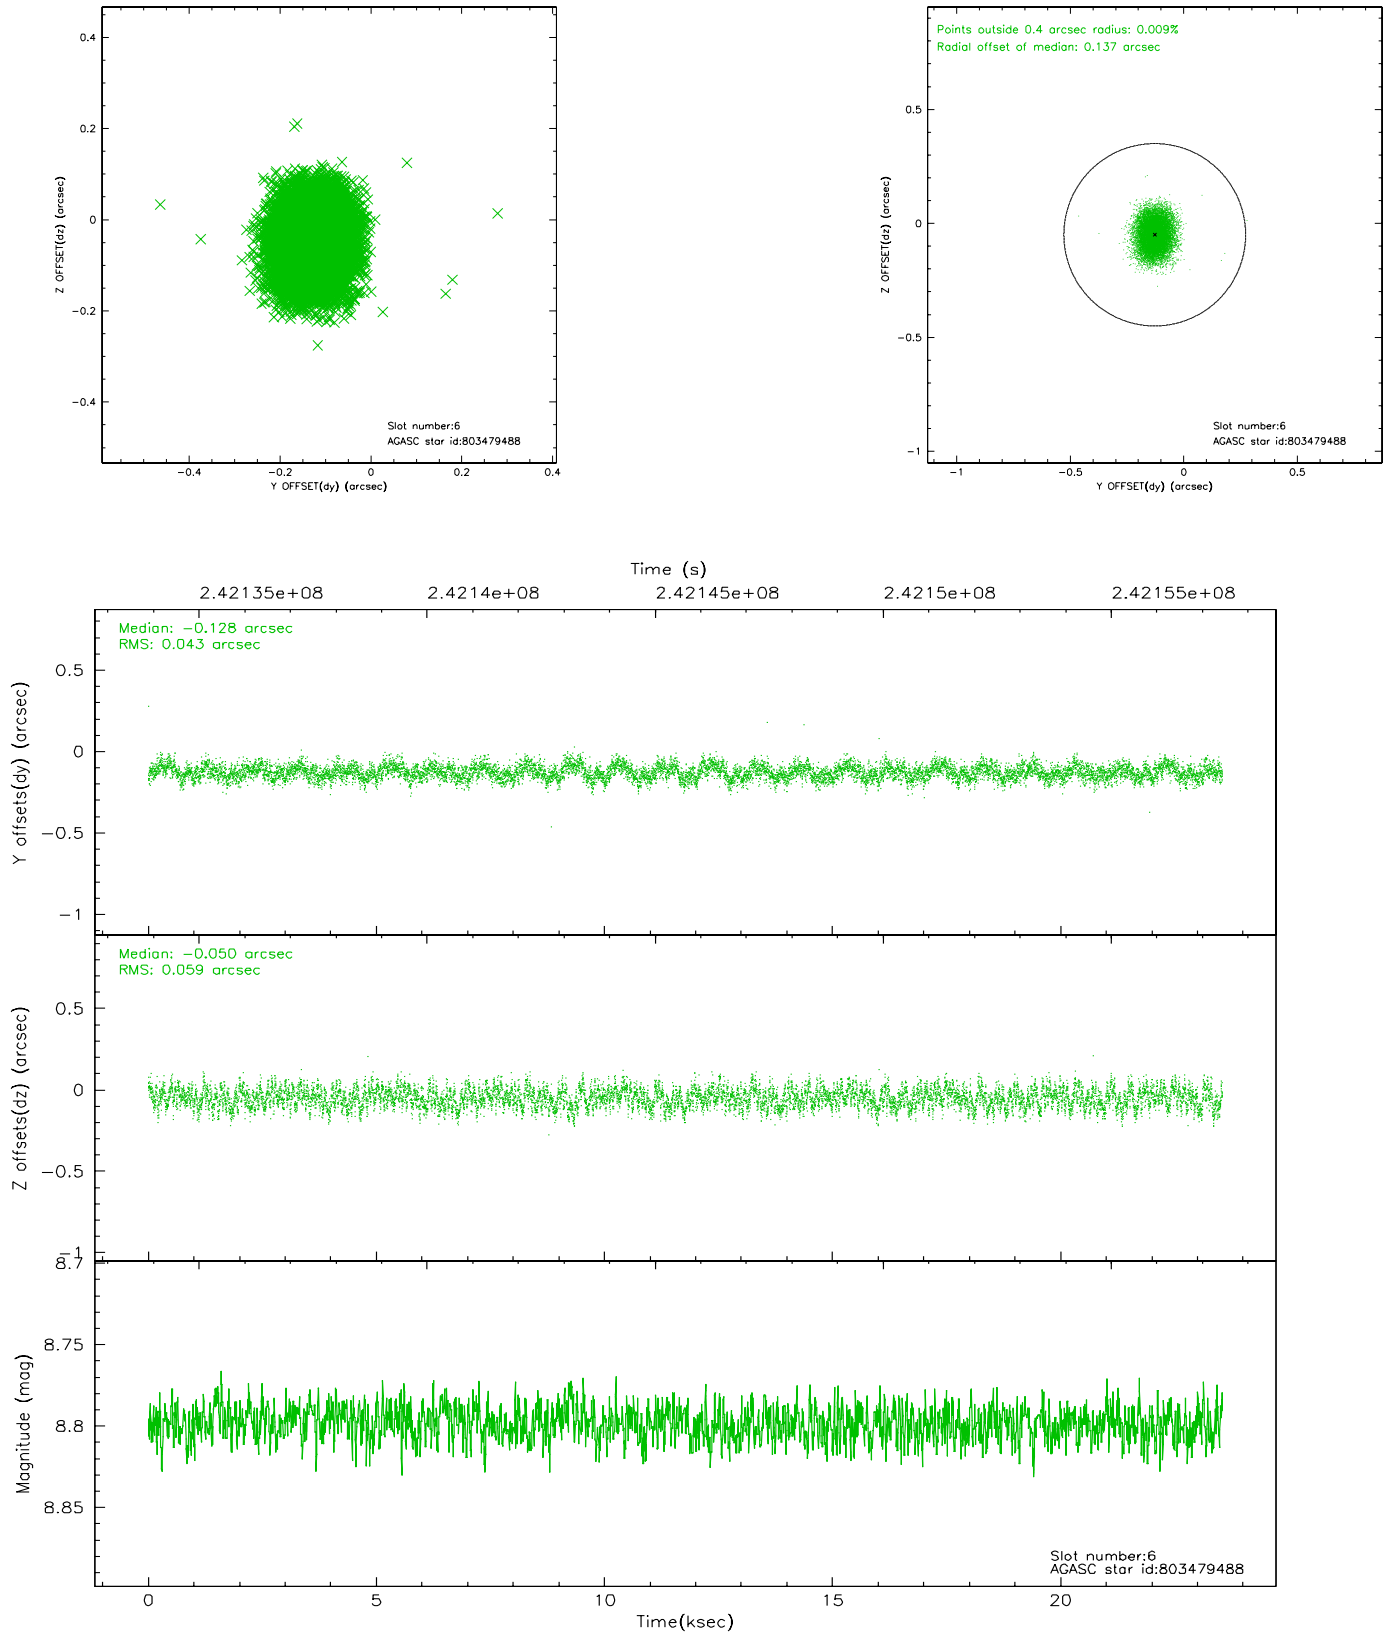 0.4
0.2
0
−0.2
−0.4
Z OFFSET(dz) (arcsec)
Slot number:6
AGASC star id:803479488
−0.4 −0.2 0 0.2 0.4
Y OFFSET(dy) (arcsec)
Points outside 0.4 arcsec radius: 0.009%
Radial offset of median: 0.137 arcsec
0.5
0
−0.5
−1
Z OFFSET(dz) (arcsec)
Slot number:6
AGASC star id:803479488
−1 −0.5 0 0.5
Y OFFSET(dy) (arcsec)
Time (s)
2.42135e+08 2.4214e+08 2.42145e+08 2.4215e+08 2.42155e+08
Median: −0.128 arcsec
RMS: 0.043 arcsec
0.5
0
−0.5
−1
Y offsets(dy) (arcsec)
Median: −0.050 arcsec
RMS: 0.059 arcsec
0.5
0
−0.5
−1
Z offsets(dz) (arcsec)
8.7
8.75
8.8
8.85
Magnitude (mag)
Slot number:6
AGASC star id:803479488
0 5 10 15 20
Time(ksec)